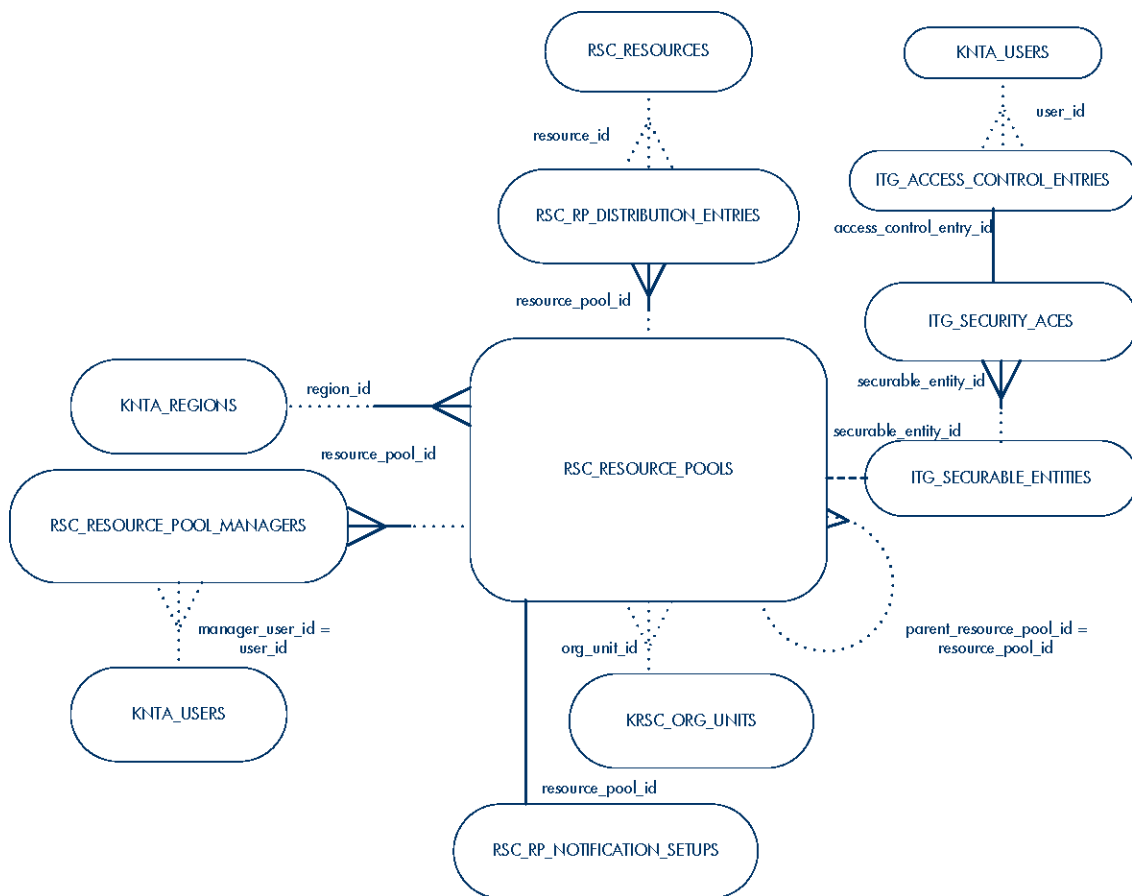 RSC_RESOURCES
KNTA_USERS
user_id
resource_id
ITG_ACCESS_CONTROL_ENTRIES
RSC_RP_DISTRIBUTION_ENTRIES
access_control_entry_id
resource_pool_id
ITG_SECURITY_ACES
region_id
securable_entity_id
KNTA_REGIONS
securable_entity_id
resource_pool_id
RSC_RESOURCE_POOLS
ITG_SECURABLE_ENTITIES
RSC_RESOURCE_POOL_MANAGERS
manager_user_id =
user_id
org_unit_id
parent_resource_pool_id =
resource_pool_id
KNTA_USERS
KRSC_ORG_UNITS
resource_pool_id
RSC_RP_NOTIFICATION_SETUPS